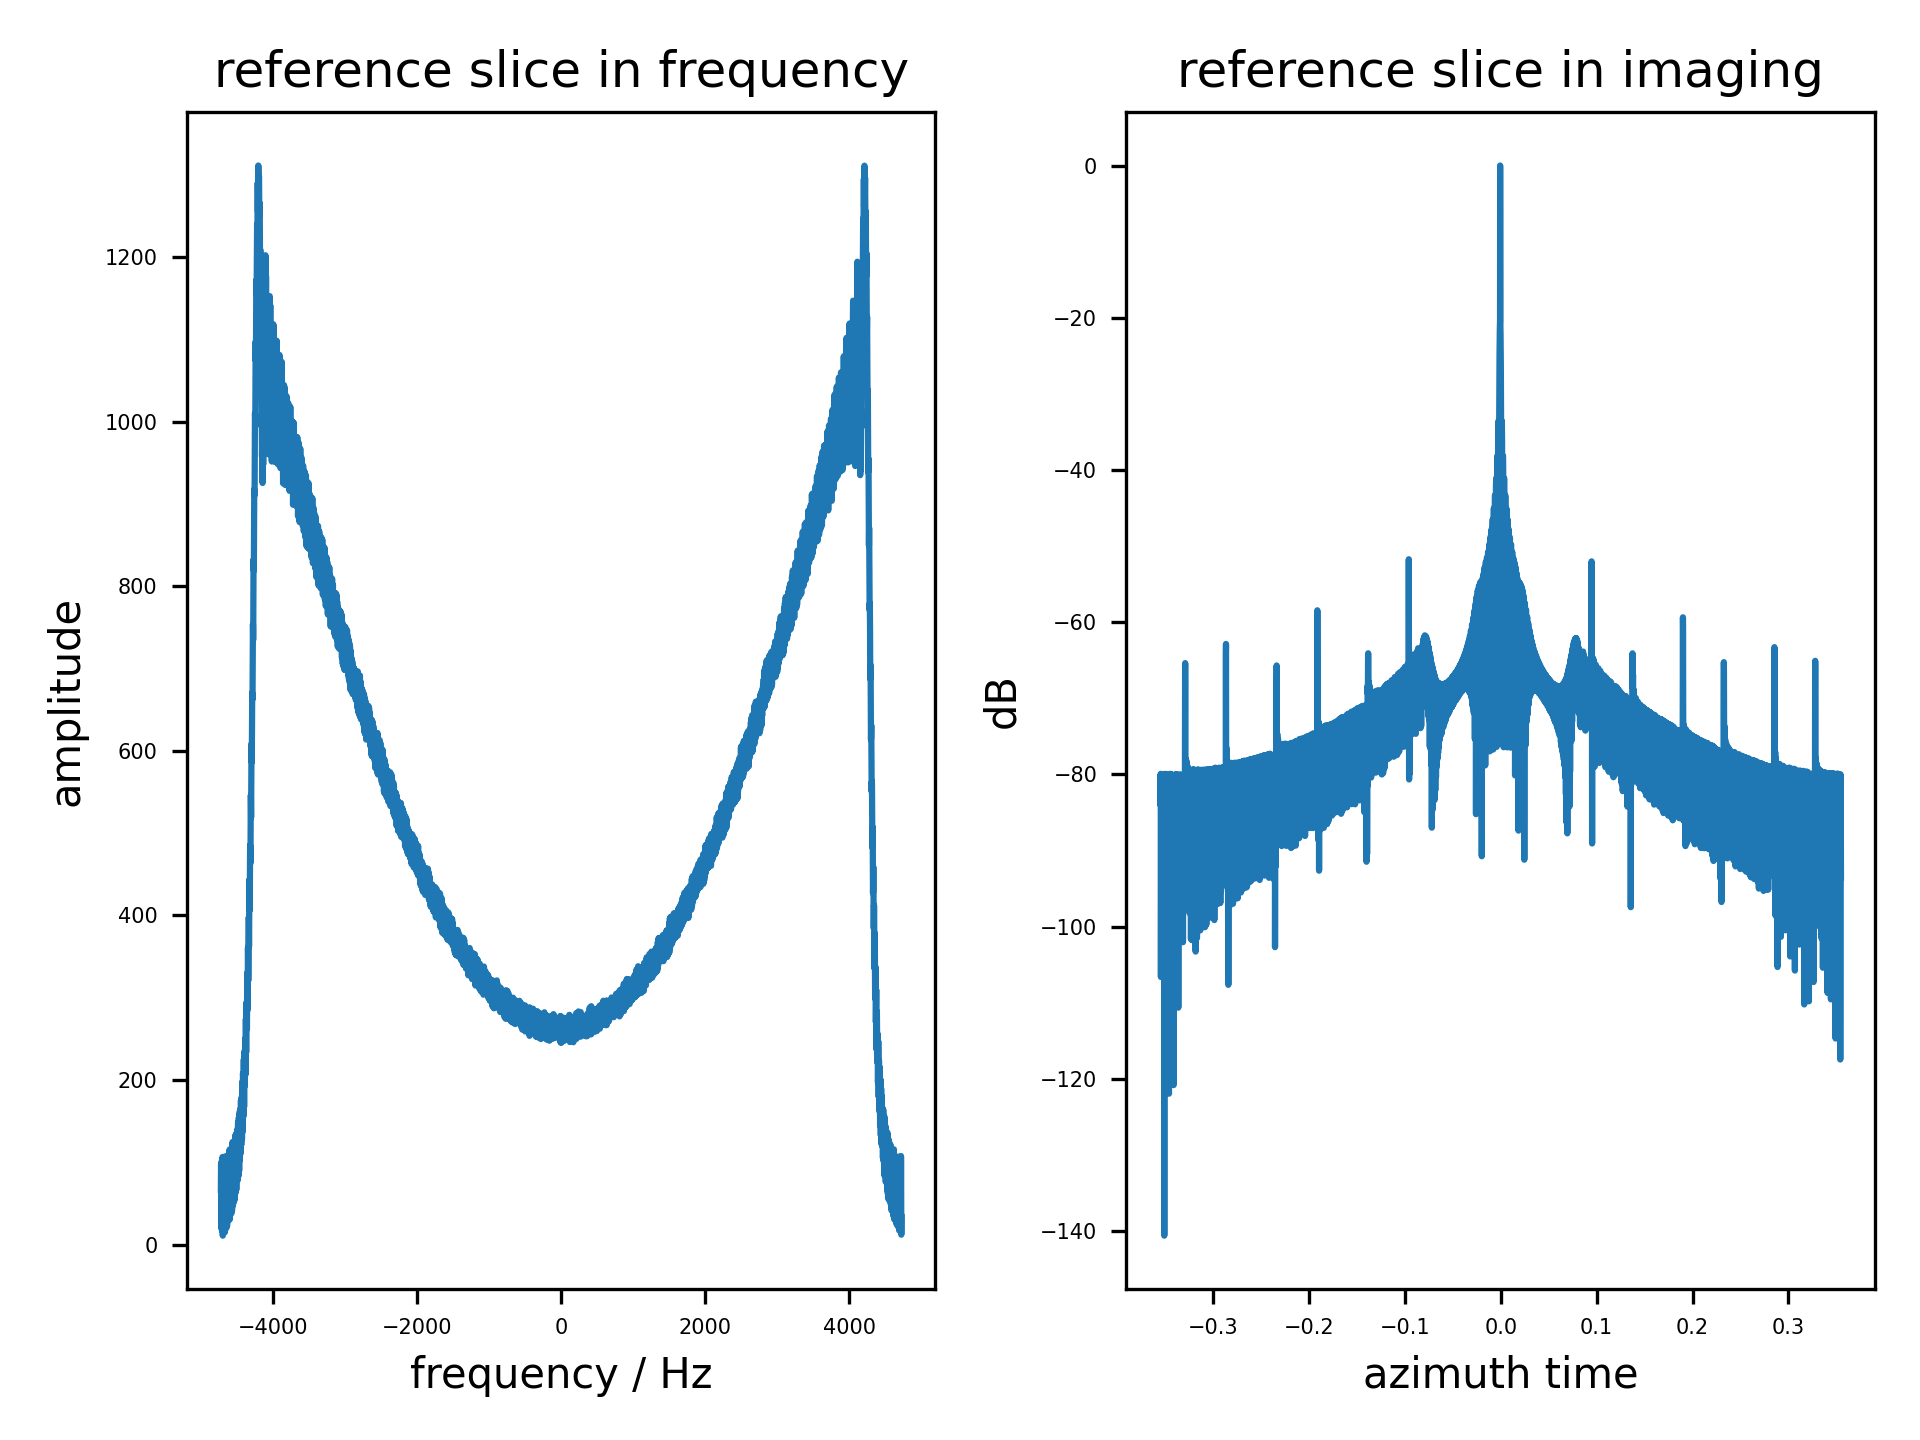 reference slice in frequency
amplitude
1200
1000
800
600
400
200
0
−4000 −2000 0 2000 4000
frequency / Hz
reference slice in imaging
dB
0
−20
−40
−60
−80
−100
−120
−140
−0.3 −0.2 −0.1 0.0 0.1 0.2 0.3
azimuth time